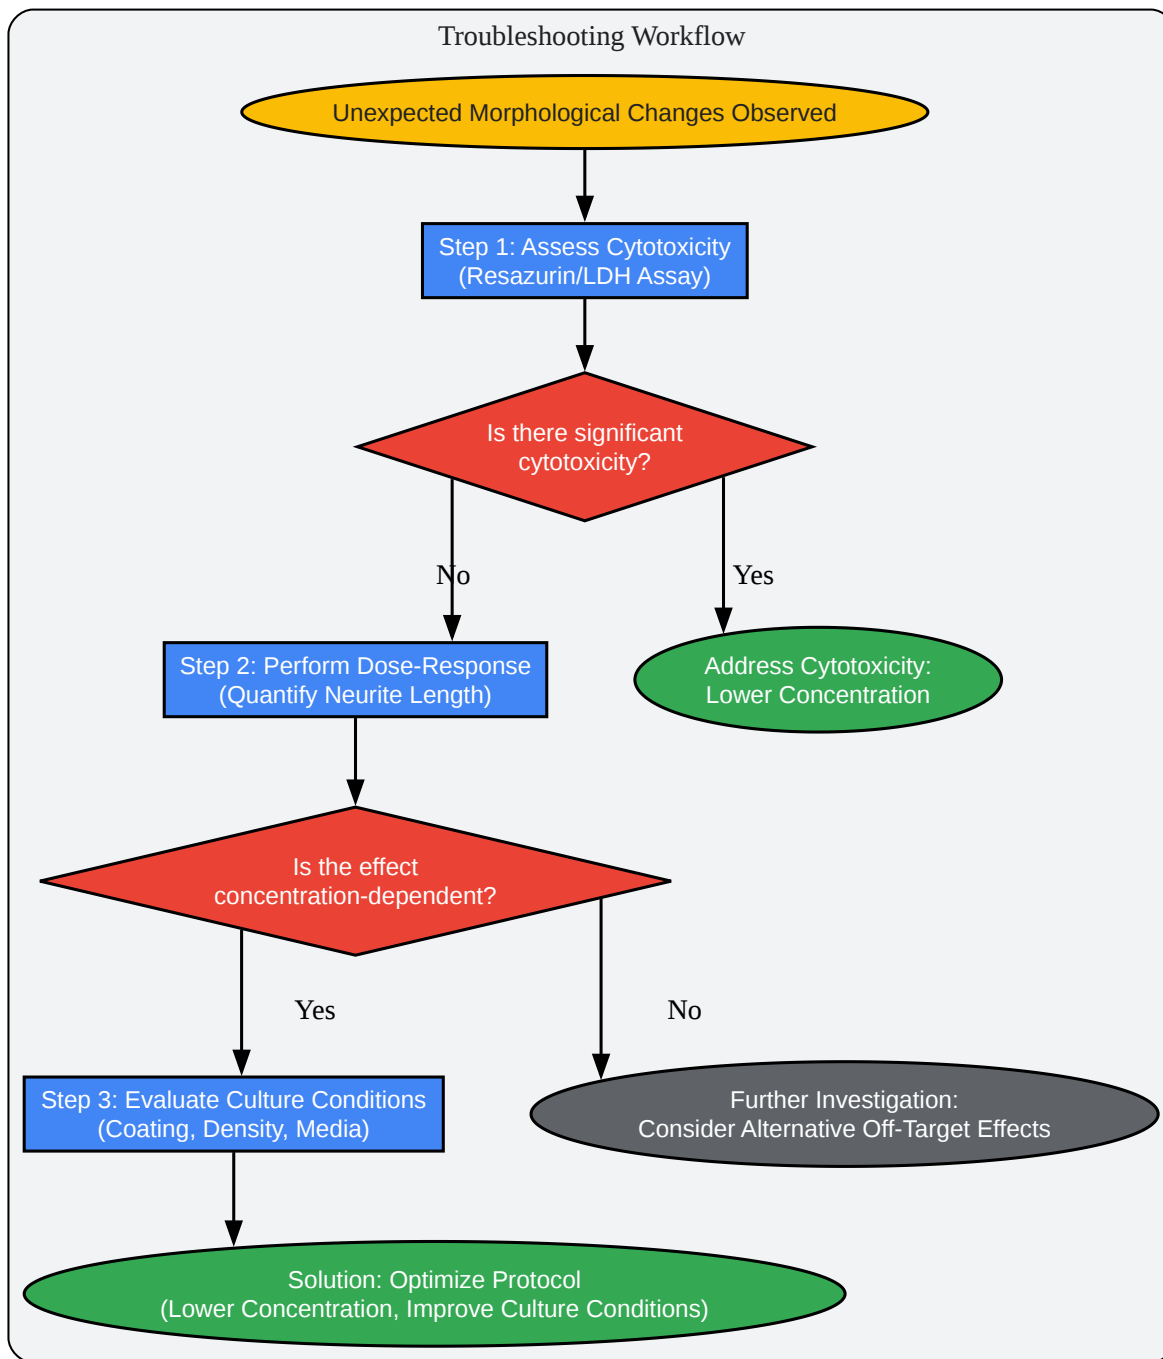 Troubleshooting Workflow
Unexpected Morphological Changes Observed
Step 1: Assess Cytotoxicity
(Resazurin/LDH Assay)
Is there significant
cytotoxicity?
No
Yes
Step 2: Perform Dose-Response
(Quantify Neurite Length)
Address Cytotoxicity:
Lower Concentration
Is the effect
concentration-dependent?
Yes
No
Step 3: Evaluate Culture Conditions
(Coating, Density, Media)
Further Investigation:
Consider Alternative Off-Target Effects
Solution: Optimize Protocol
(Lower Concentration, Improve Culture Conditions)